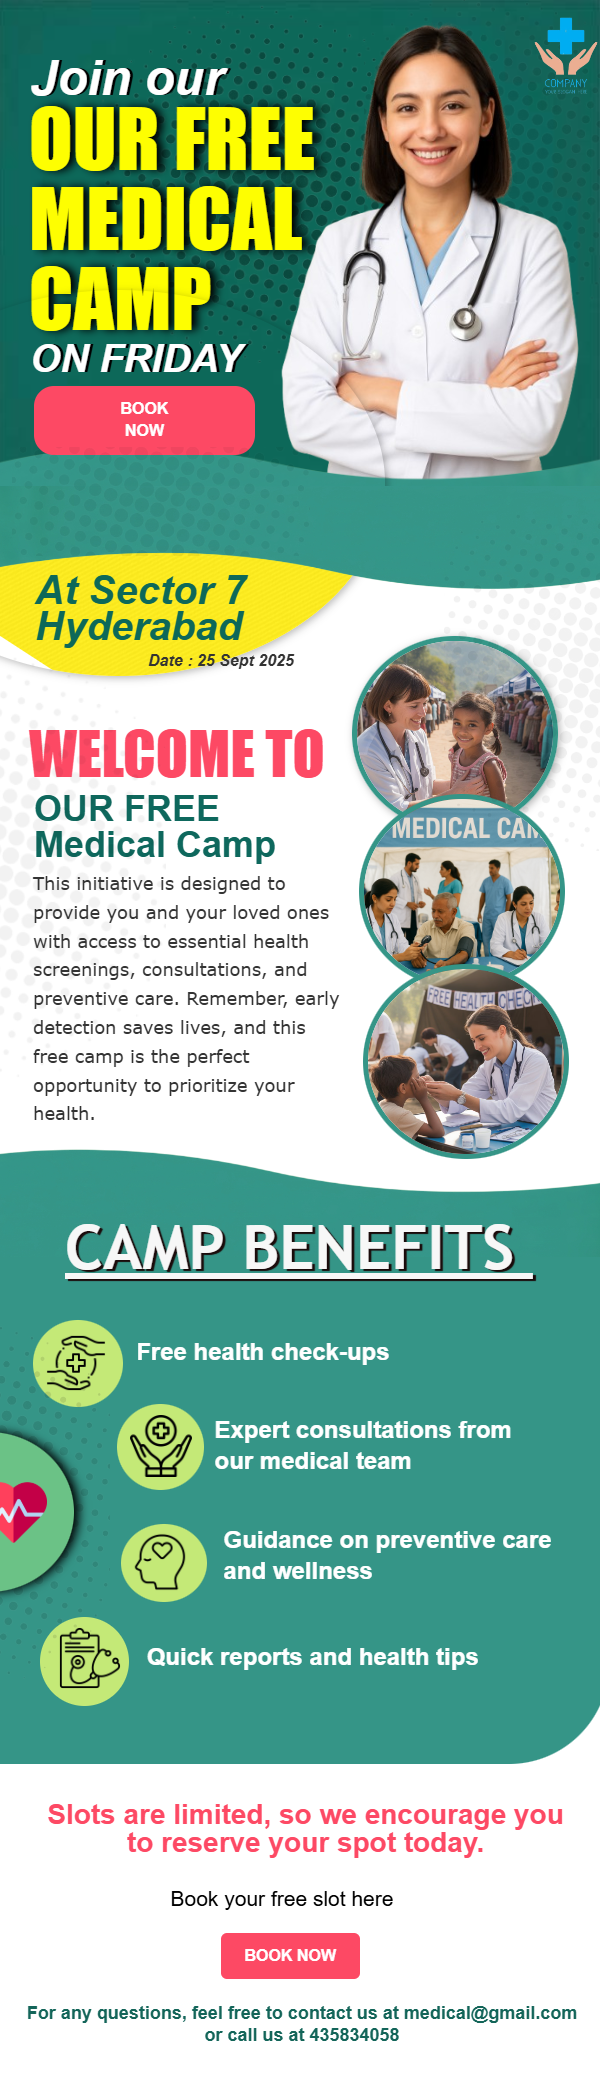 COMPANY
Join our
OUR FREE
MEDICAL
CAMP
ON FRIDAY
BOOK
NOW
At Sector 7
Hyderabad
Date : 25 Sept 2025
WELCOME TO
OUR FREE
Medical Camp
This initiative is designed to
provide you and your loved ones
with access to essential health
screenings, consultations, and
preventive care. Remember, early
detection saves lives, and this
free camp is the perfect
opportunity to prioritize your
health.
MEDICAL CAM
FREE HEALTH CHEC
CAMP BENEFITS
Free health check-ups
Expert consultations from
our medical team
Guidance on preventive care
and wellness
Quick reports and health tips
Slots are limited, so we encourage you
to reserve your spot today.
Book your free slot here
BOOK NOW
For any questions, feel free to contact us at medical@gmail.com
or call us at 435834058